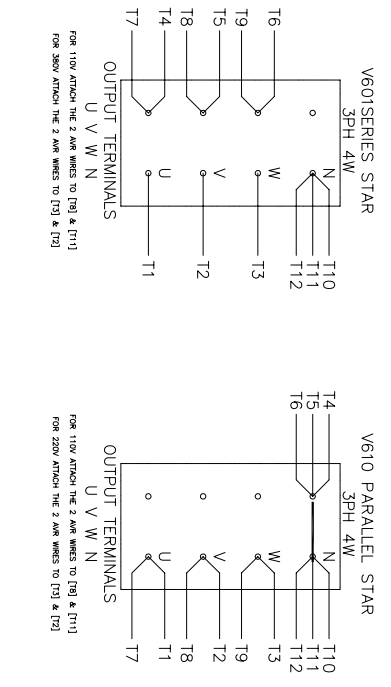 V601SERIES STAR
3PH 4W
T7 T4 T8 T5 T9 T6
U V W N
T1 T2 T3 T12 T11 T10
OUTPUT TERMINALS
U V W N
FOR 110V ATTACH THE 2 AVR WIRES TO [T8] & [T11]
FOR 380V ATTACH THE 2 AVR WIRES TO [T3] & [T2]
V610 PARALLEL STAR
3PH 4W
T6 T5 T4
U V W N
T7 T1 T8 T2 T9 T3 T12 T11 T10
OUTPUT TERMINALS
U V W N
FOR 110V ATTACH THE 2 AVR WIRES TO [T8] & [T11]
FOR 220V ATTACH THE 2 AVR WIRES TO [T3] & [T2]